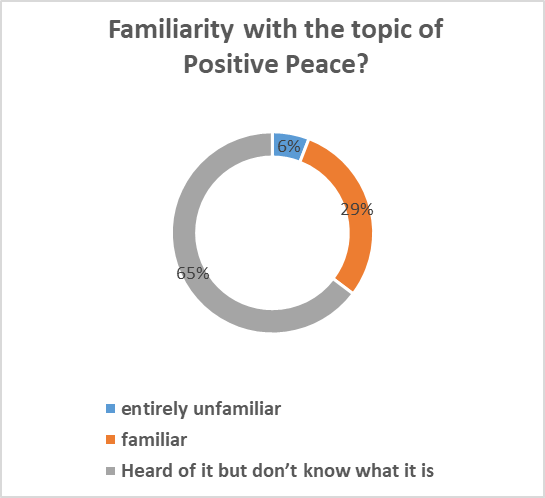 Familiarity with the topic of
Positive Peace?
6%
29%
65%
entirely unfamiliar
familiar
Heard of it but don’t know what it is